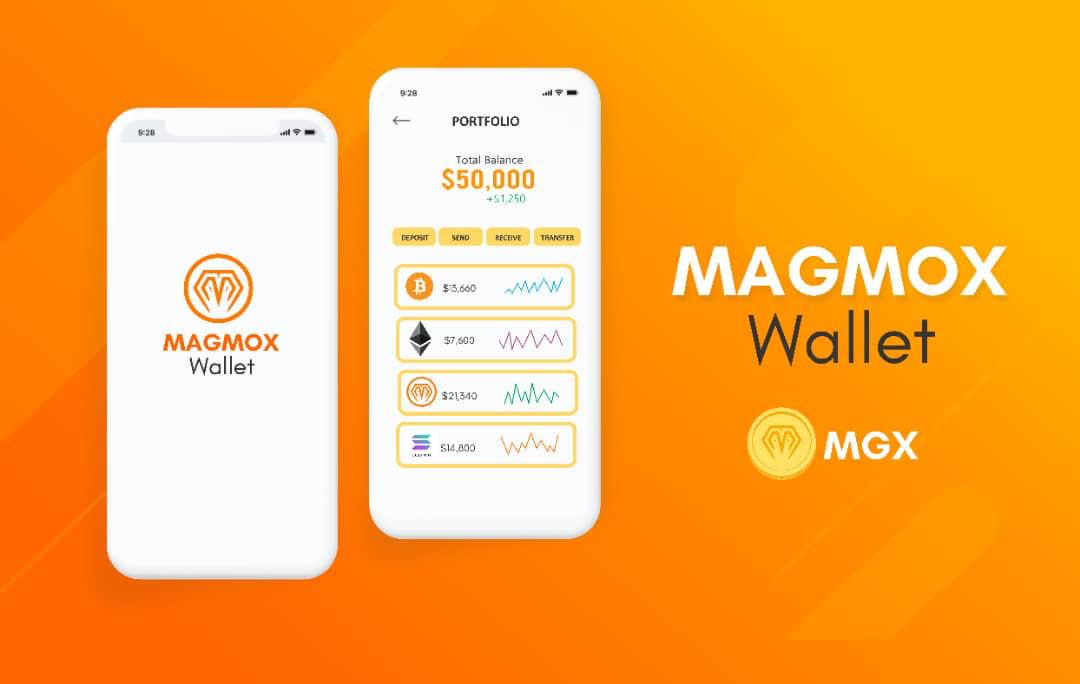 9:28
MAGMOX
Wallet
9:28
PORTFOLIO
Total Balance
$50,000
+$1,250
DEPOSIT SEND RECEIVE TRANSFER
$13,660
$7,600
$21,340
$14,800
MAGMOX
Wallet
MGX